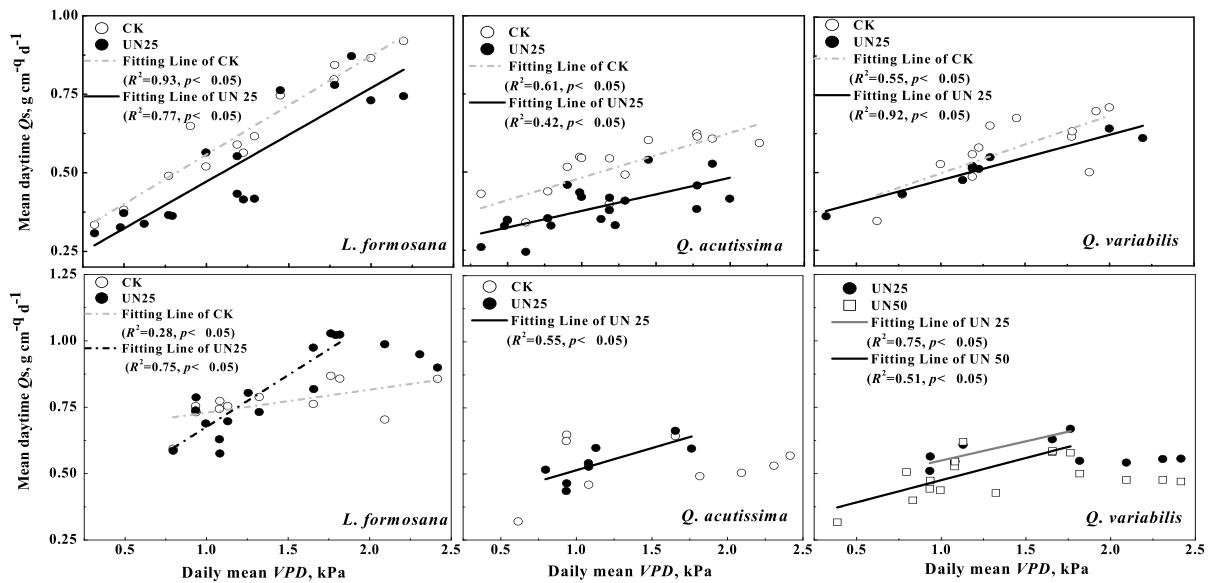 Mean daytime Qs, g cm⁻q d⁻¹
1.00
0.75
0.50
0.25
CK
UN25
Fitting Line of CK
(R²=0.93, p< 0.05)
Fitting Line of UN 25
(R²=0.77, p< 0.05)
L. formosana
CK
UN25
Fitting Line of CK
(R²=0.61, p< 0.05)
Fitting Line of UN25
(R²=0.42, p< 0.05)
Q. acutissima
CK
UN25
Fitting Line of CK
(R²=0.55, p< 0.05)
Fitting Line of UN 25
(R²=0.92, p< 0.05)
Q. variabilis
Mean daytime Qs, g cm⁻q d⁻¹
1.25
1.00
0.75
0.50
0.25
CK
UN25
Fitting Line of CK
(R²=0.28, p< 0.05)
Fitting Line of UN25
(R²=0.75, p< 0.05)
L. formosana
0.5 1.0 1.5 2.0 2.5
Daily mean VPD, kPa
CK
UN25
Fitting Line of UN 25
(R²=0.55, p< 0.05)
Q. acutissima
0.5 1.0 1.5 2.0 2.5
Daily mean VPD, kPa
UN25
UN50
Fitting Line of UN 25
(R²=0.75, p< 0.05)
Fitting Line of UN 50
(R²=0.51, p< 0.05)
Q. variabilis
0.5 1.0 1.5 2.0 2.5
Daily mean VPD, kPa